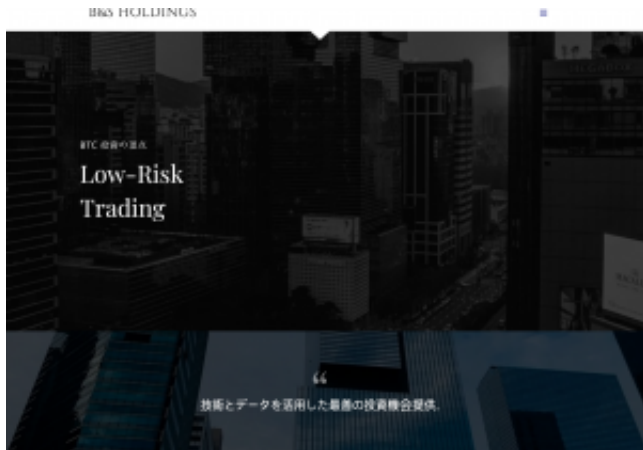 HOLDINGS
BTC 投資の重点
Low-Risk
Trading
“
技術とデータを活用した最善の投資機会提供.